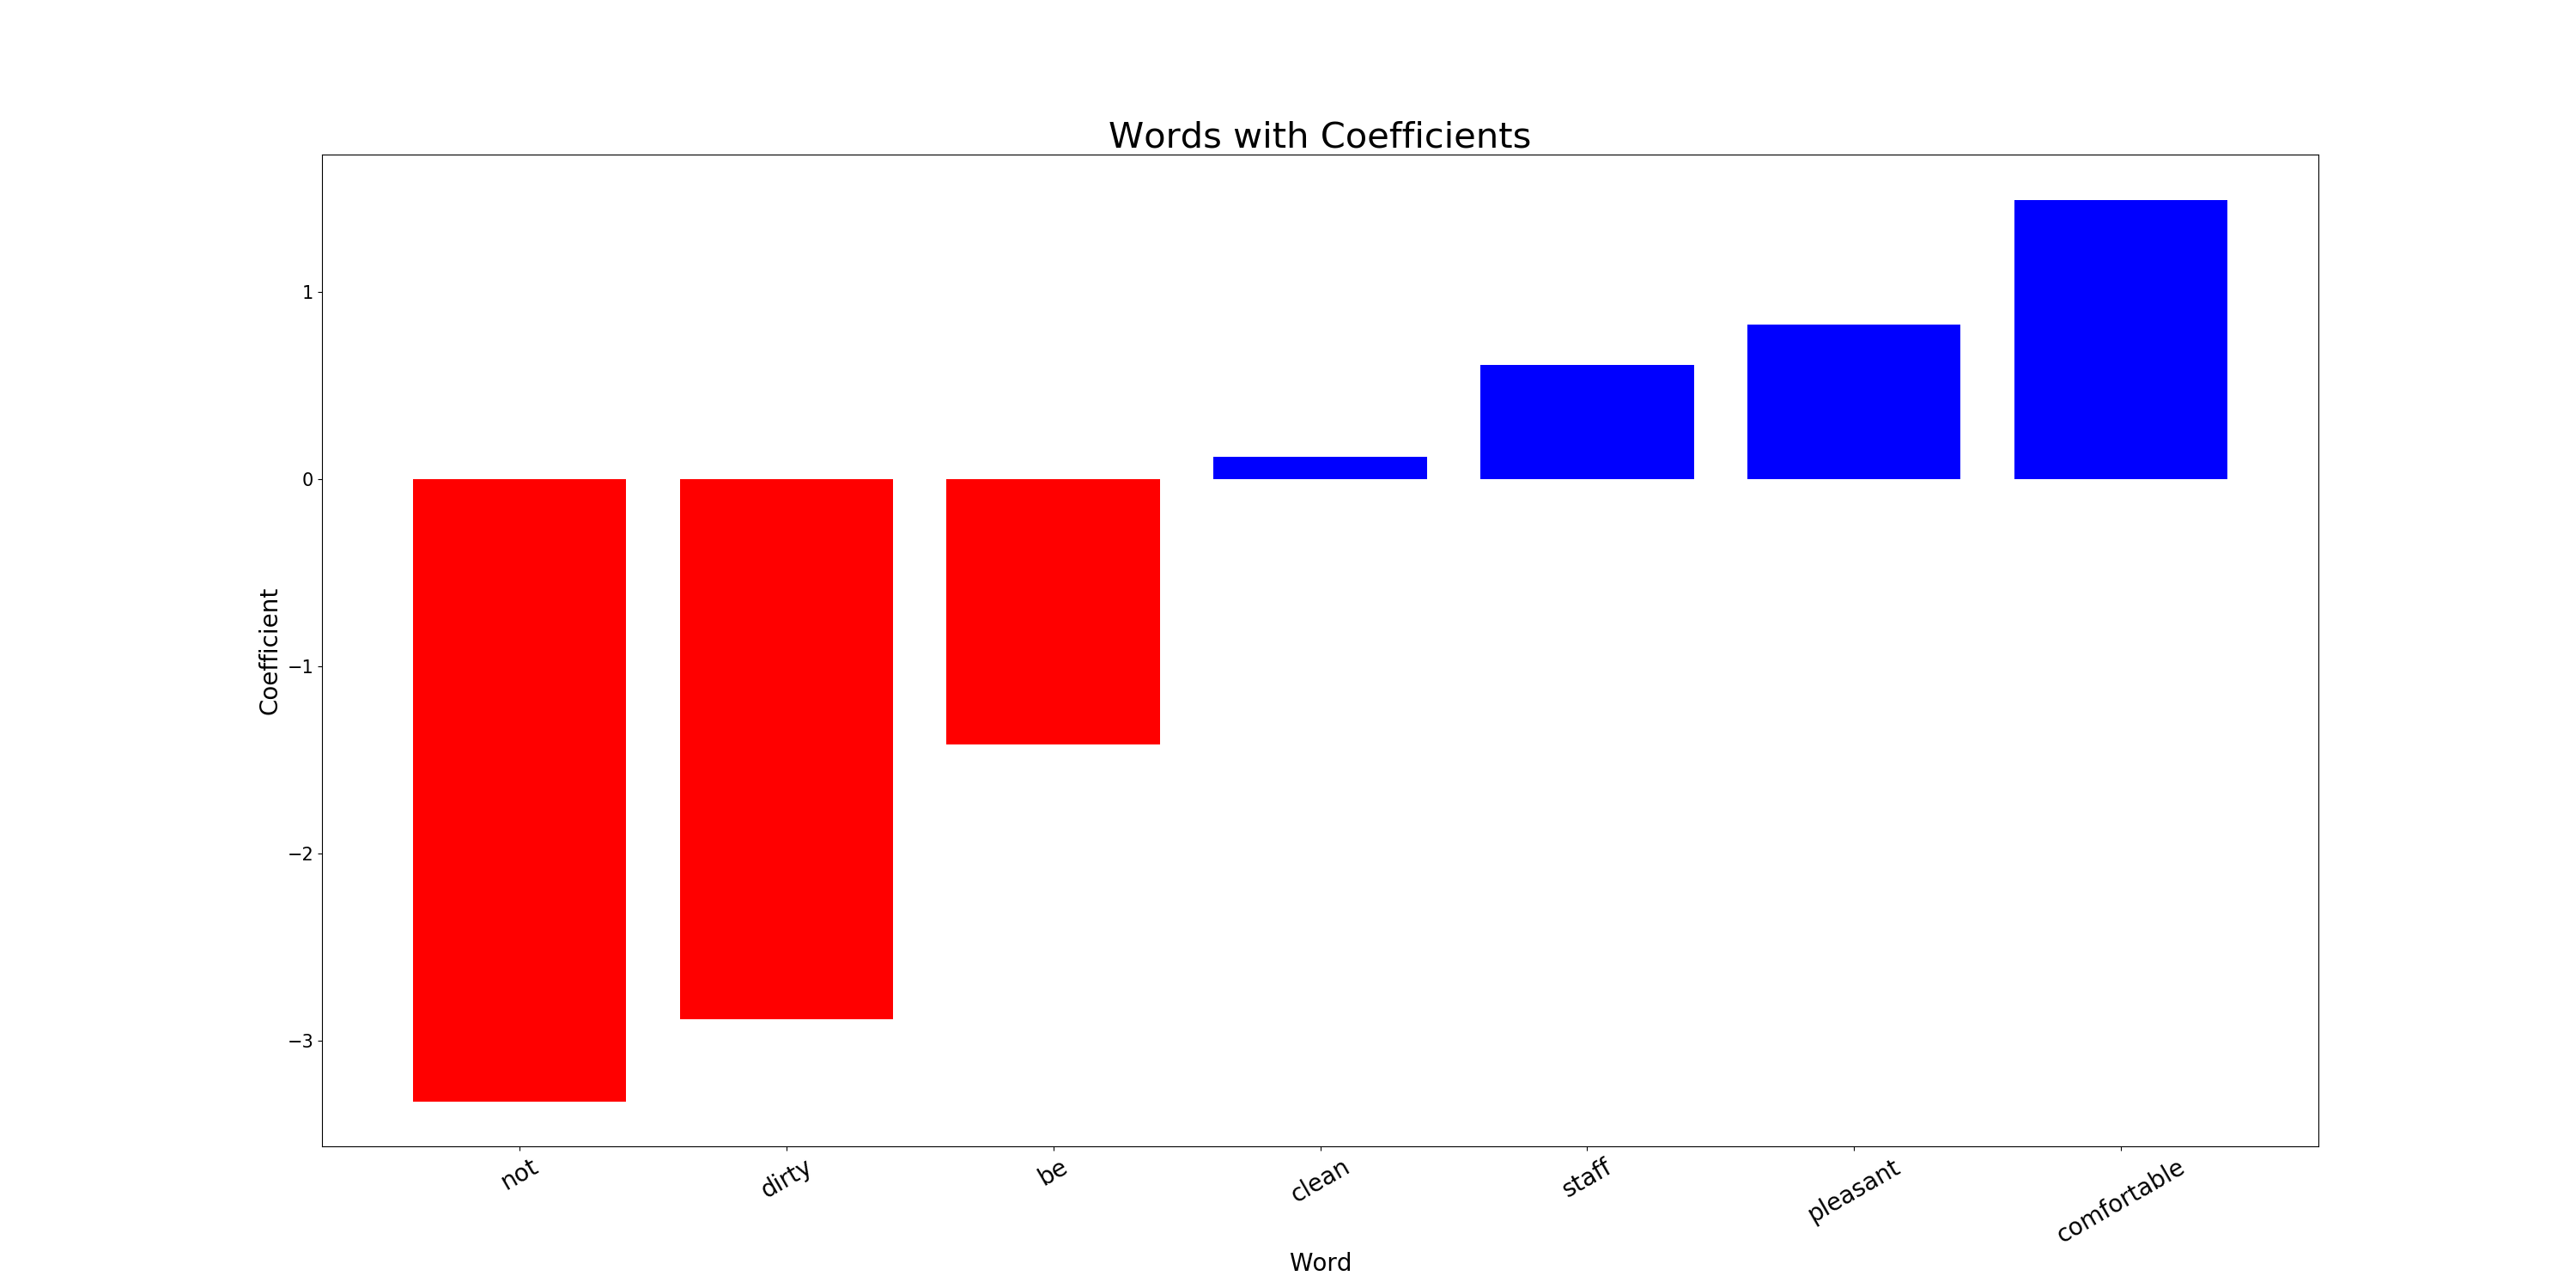 Words with Coefficients
1
0
−1
−2
−3
Coefficient
not
dirty
be
clean
staff
pleasant
comfortable
Word